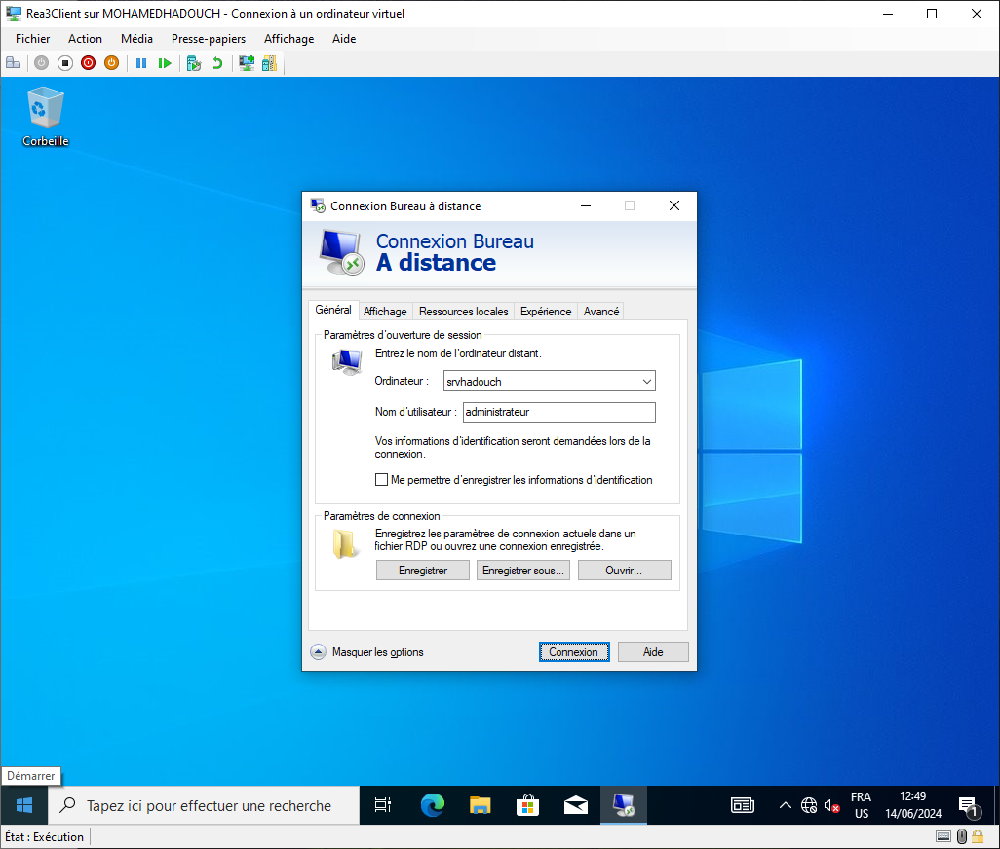 Rea3Client sur MOHAMEDHADOUCH - Connexion à un ordinateur virtuel
Fichier Action Média Presse-papiers Affichage Aide
Corbeille
Connexion Bureau à distance
Connexion Bureau
A distance
Général Affichage Ressources locales Expérience Avancé
Paramètres d'ouverture de session
Entrez le nom de l'ordinateur distant.
Ordinateur : srvhadouch
Nom d'utilisateur : administrateur
Vos informations d'identification seront demandées lors de la
connexion.
Me permettre d'enregistrer les informations d'identification
Paramètres de connexion
Enregistrez les paramètres de connexion actuels dans un
fichier RDP ou ouvrez une connexion enregistrée.
Enregistrer Enregistrer sous... Ouvrir...
Masquer les options Connexion Aide
Démarrer
Tapez ici pour effectuer une recherche
FRA
US
12:49
14/06/2024
1
État : Exécution